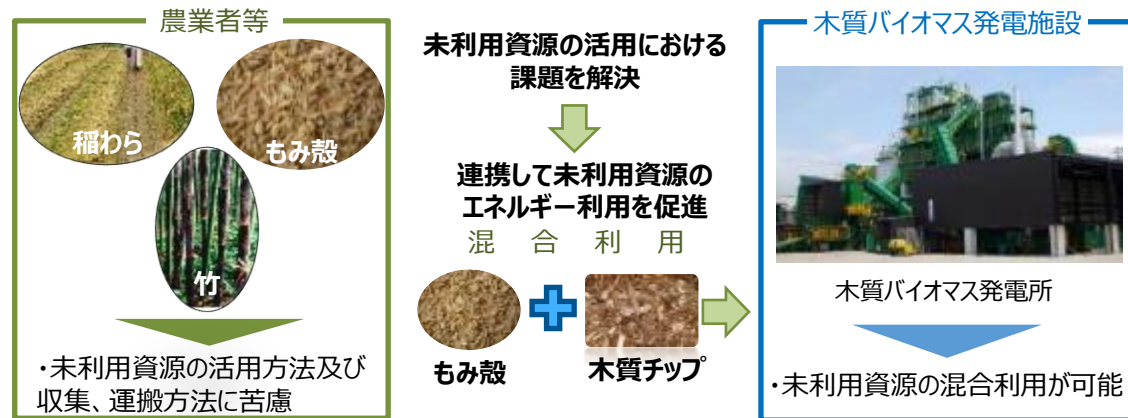 農業者等
稲わら
もみ殻
竹
・未利用資源の活用方法及び
収集、運搬方法に苦慮
未利用資源の活用における
課題を解決
連携して未利用資源の
エネルギー利用を促進
混合利用
もみ殻
木質チップ
木質バイオマス発電施設
木質バイオマス発電所
・未利用資源の混合利用が可能